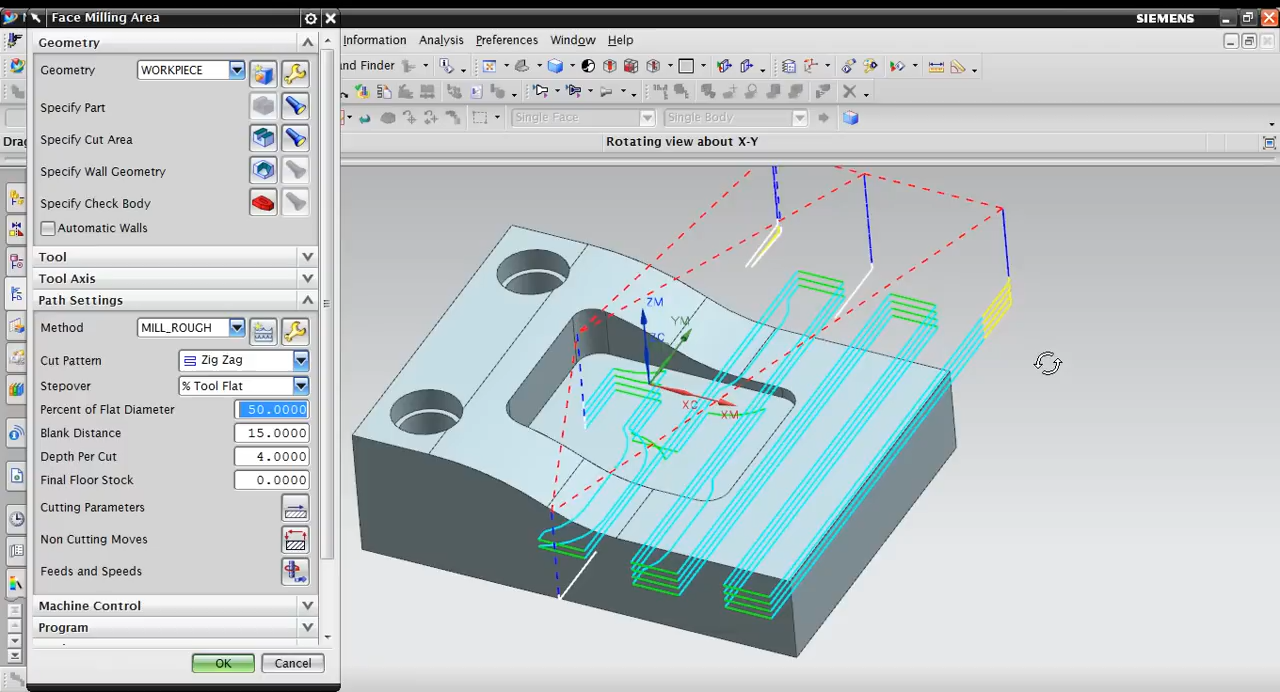 Face Milling Area
SIEMENS
Geometry
Information Analysis Preferences Window Help
Geometry WORKPIECE
nd Finder
Specify Part
Single Face Single Body
Specify Cut Area
Drag
Rotating view about X-Y
Specify Wall Geometry
Specify Check Body
Automatic Walls
Tool
Tool Axis
Path Settings
Method MILL_ROUGH
Cut Pattern Zig Zag
Stepover % Tool Flat
Percent of Flat Diameter 50.0000
Blank Distance 15.0000
Depth Per Cut 4.0000
Final Floor Stock 0.0000
Cutting Parameters
Non Cutting Moves
Feeds and Speeds
Machine Control
Program
OK Cancel
ZM
YM
ZC
XC
XM